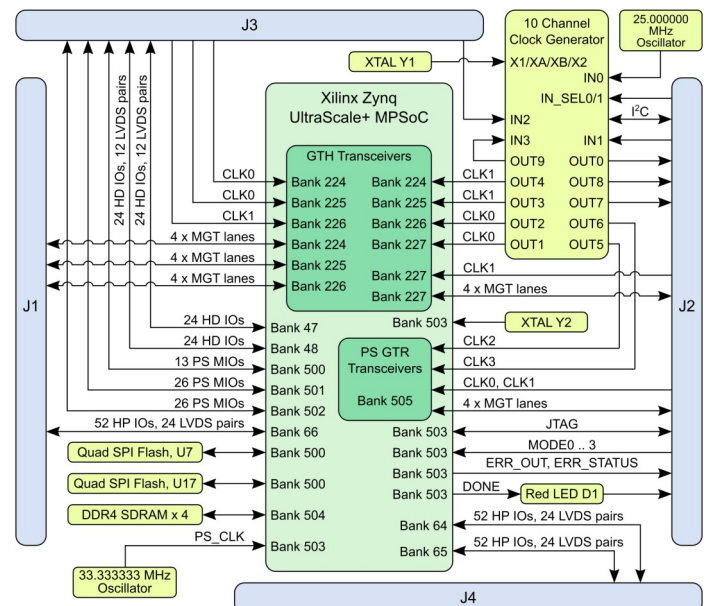 J3
10 Channel
Clock Generator
25.000000
MHz
Oscillator
XTAL Y1
X1/XA/XB/X2
IN0
IN_SEL0/1
I²C
IN2
IN1
IN3
OUT9
OUT0
OUT4
OUT8
OUT3
OUT7
OUT2
OUT6
OUT1
OUT5
J1
J2
24 HD IOs, 12 LVDS pairs
24 HD IOs, 12 LVDS pairs
Xilinx Zynq
UltraScale+ MPSoC
GTH Transceivers
CLK0
Bank 224
Bank 224
CLK1
CLK0
Bank 225
Bank 225
CLK1
CLK1
Bank 226
Bank 226
CLK0
4 x MGT lanes
Bank 224
Bank 227
CLK0
4 x MGT lanes
Bank 225
Bank 227
CLK1
4 x MGT lanes
Bank 226
Bank 227
4 x MGT lanes
24 HD IOs
Bank 47
Bank 503
XTAL Y2
24 HD IOs
Bank 48
PS GTR
Transceivers
Bank 505
CLK2
13 PS MIOs
Bank 500
CLK3
26 PS MIOs
Bank 501
CLK0, CLK1
26 PS MIOs
Bank 502
4 x MGT lanes
52 HP IOs, 24 LVDS pairs
Bank 66
Bank 503
JTAG
Quad SPI Flash, U7
Bank 500
Bank 503
MODE0 .. 3
Bank 503
ERR_OUT, ERR_STATUS
Quad SPI Flash, U17
Bank 500
Bank 503
DONE
Red LED D1
DDR4 SDRAM x 4
Bank 504
Bank 64
52 HP IOs, 24 LVDS pairs
PS_CLK
Bank 503
Bank 65
52 HP IOs, 24 LVDS pairs
33.333333 MHz
Oscillator
J4